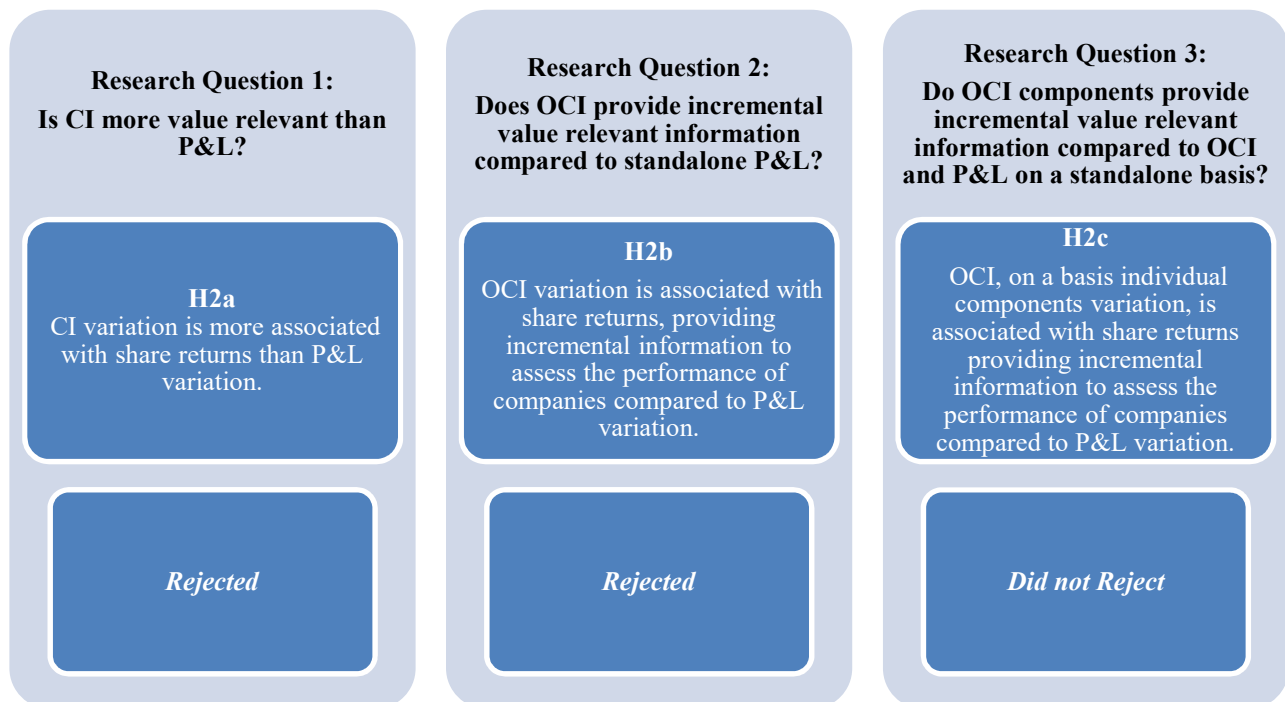 Research Question 1:
Is CI more value relevant than
P&L?
H2a
CI variation is more associated
with share returns than P&L
variation.
Rejected
Research Question 2:
Does OCI provide incremental
value relevant information
compared to standalone P&L?
H2b
OCI variation is associated with
share returns, providing
incremental information to
assess the performance of
companies compared to P&L
variation.
Rejected
Research Question 3:
Do OCI components provide
incremental value relevant
information compared to OCI
and P&L on a standalone basis?
H2c
OCI, on a basis individual
components variation, is
associated with share returns
providing incremental
information to assess the
performance of companies
compared to P&L variation.
Did not Reject